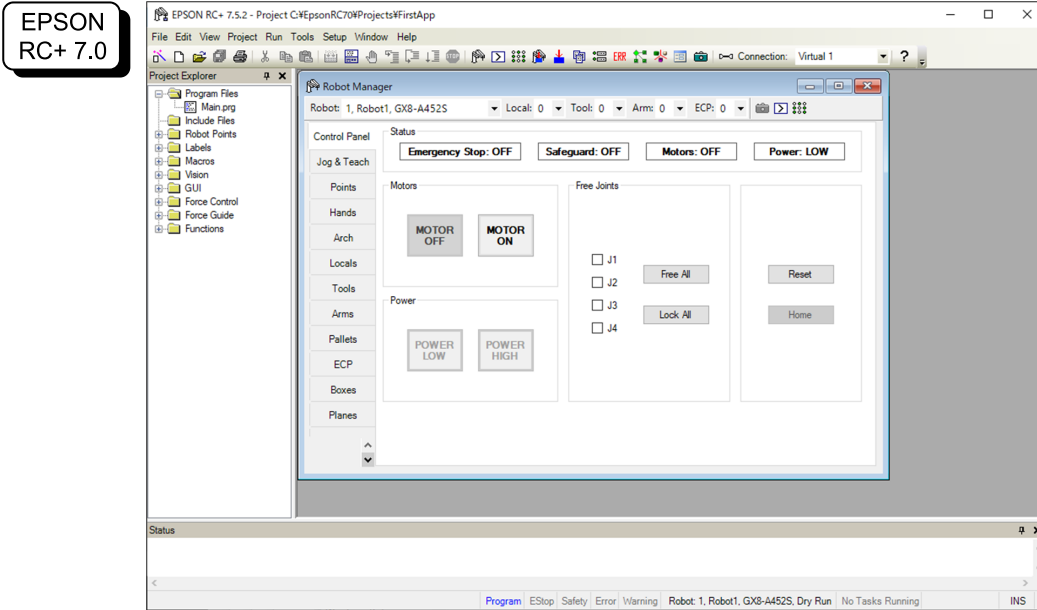 EPSON
RC+ 7.0
EPSON RC+ 7.5.2 - Project C:¥EpsonRC70¥Projects¥FirstApp
File Edit View Project Run Tools Setup Window Help
ERR Connection: Virtual 1 ?
Project Explorer
Program Files
Main.prg
Include Files
Robot Points
Labels
Macros
Vision
GUI
Force Control
Force Guide
Functions
Robot Manager
Robot: 1, Robot1, GX8-A452S Local: 0 Tool: 0 Arm: 0 ECP: 0
Control Panel
Jog & Teach
Points
Hands
Arch
Locals
Tools
Arms
Pallets
ECP
Boxes
Planes
Status
Emergency Stop: OFF Safeguard: OFF Motors: OFF Power: LOW
Motors
MOTOR
OFF
MOTOR
ON
Power
POWER
LOW
POWER
HIGH
Free Joints
J1
J2
J3
J4
Free All
Lock All
Reset
Home
Status
Program EStop Safety Error Warning Robot: 1, Robot1, GX8-A452S, Dry Run No Tasks Running INS